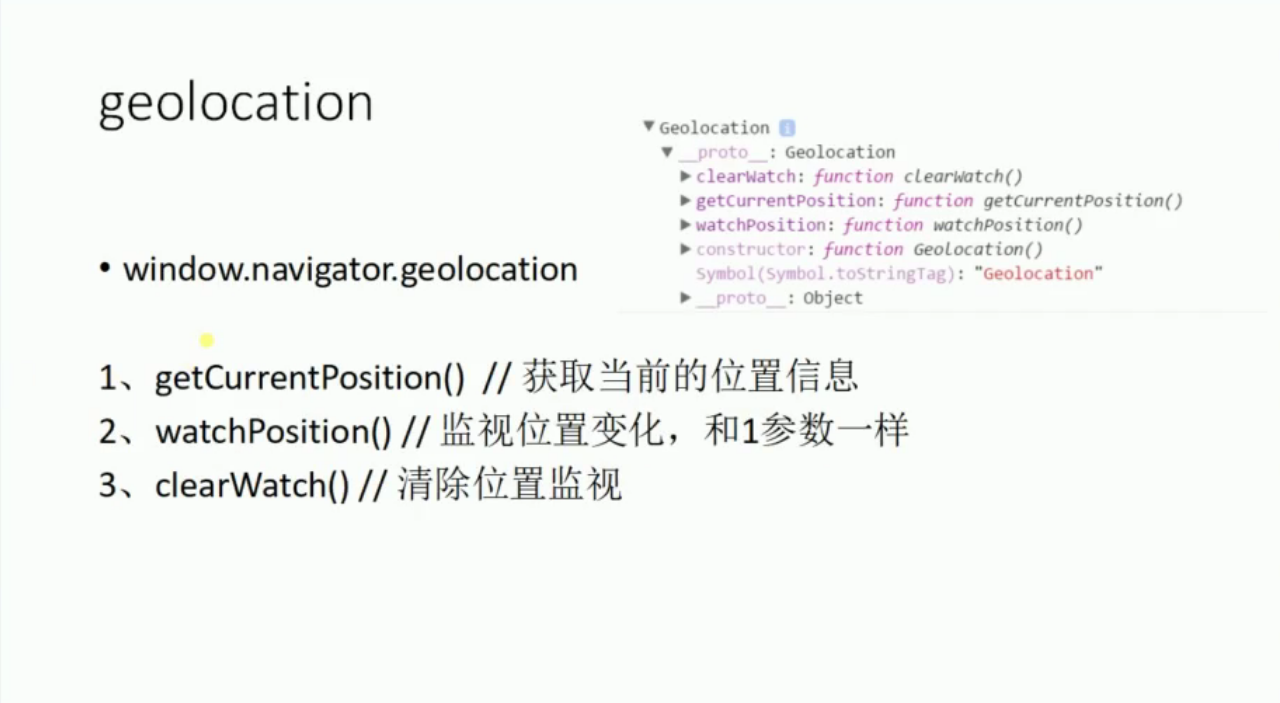 geolocation
Geolocation i
__proto__: Geolocation
clearWatch: function clearWatch()
getCurrentPosition: function getCurrentPosition()
watchPosition: function watchPosition()
constructor: function Geolocation()
Symbol(Symbol.toStringTag): "Geolocation"
__proto__: Object
• window.navigator.geolocation
1、getCurrentPosition() // 获取当前的位置信息
2、watchPosition() // 监视位置变化，和1参数一样
3、clearWatch() // 清除位置监视